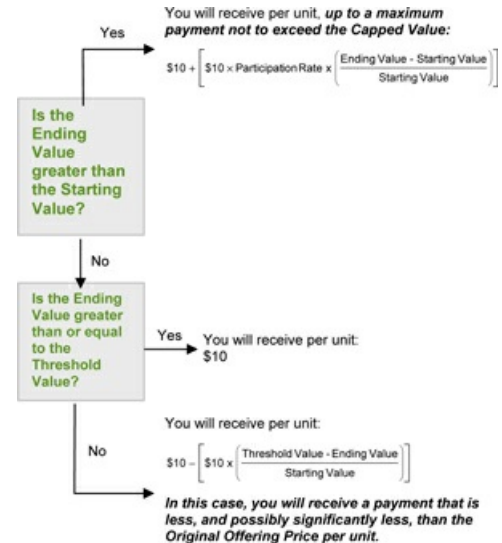 You will receive per unit, up to a maximum
payment not to exceed the Capped Value:
Yes
$10 + [$10 × Participation Rate x (Ending Value - Starting Value / Starting Value)]
Is the
Ending
Value
greater than
the Starting
Value?
No
Is the Ending
Value greater
than or equal
to the
Threshold
Value?
Yes
You will receive per unit:
$10
You will receive per unit:
No
$10 – [$10 x (Threshold Value - Ending Value / Starting Value)]
In this case, you will receive a payment that is
less, and possibly significantly less, than the
Original Offering Price per unit.